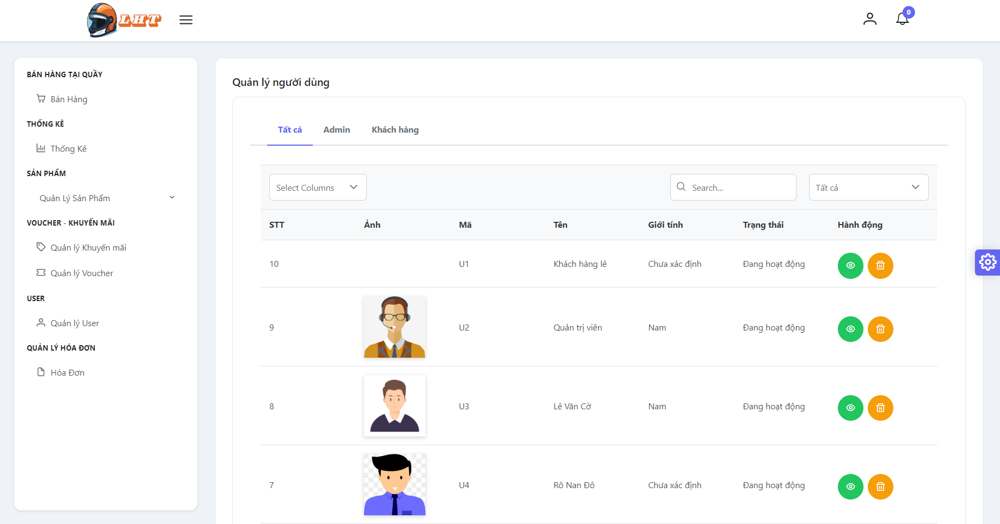 LHT
0
BÁN HÀNG TẠI QUẦY
Bán Hàng
THỐNG KÊ
Thống Kê
SẢN PHẨM
Quản Lý Sản Phẩm
VOUCHER - KHUYẾN MÃI
Quản lý Khuyến mãi
Quản lý Voucher
USER
Quản lý User
QUẢN LÝ HÓA ĐƠN
Hóa Đơn
Quản lý người dùng
Tất cả Admin Khách hàng
Select Columns Search... Tất cả
STT Ảnh Mã Tên Giới tính Trạng thái Hành động
10 U1 Khách hàng lẻ Chưa xác định Đang hoạt động
9 U2 Quản trị viên Nam Đang hoạt động
8 U3 Lê Văn Cờ Nam Đang hoạt động
7 U4 Rô Nan Đô Chưa xác định Đang hoạt động